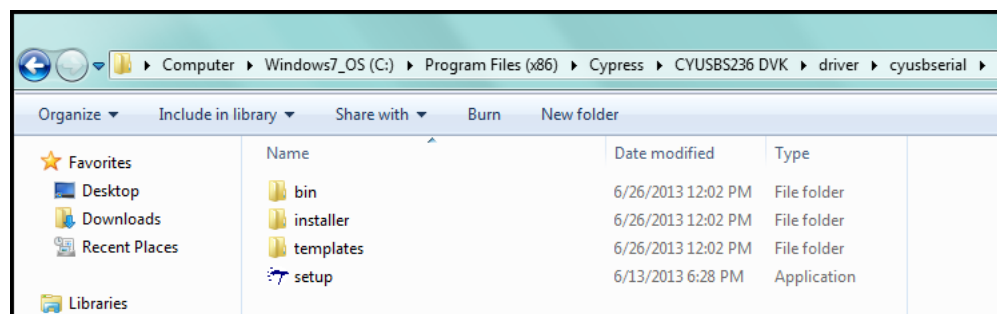 Computer Windows7_OS (C:) Program Files (x86) Cypress CYUSBS236 DVK driver cyusbserial
Organize Include in library Share with Burn New folder
Favorites
Desktop
Downloads
Recent Places
Libraries
Name Date modified Type
bin 6/26/2013 12:02 PM File folder
installer 6/26/2013 12:02 PM File folder
templates 6/26/2013 12:02 PM File folder
setup 6/13/2013 6:28 PM Application